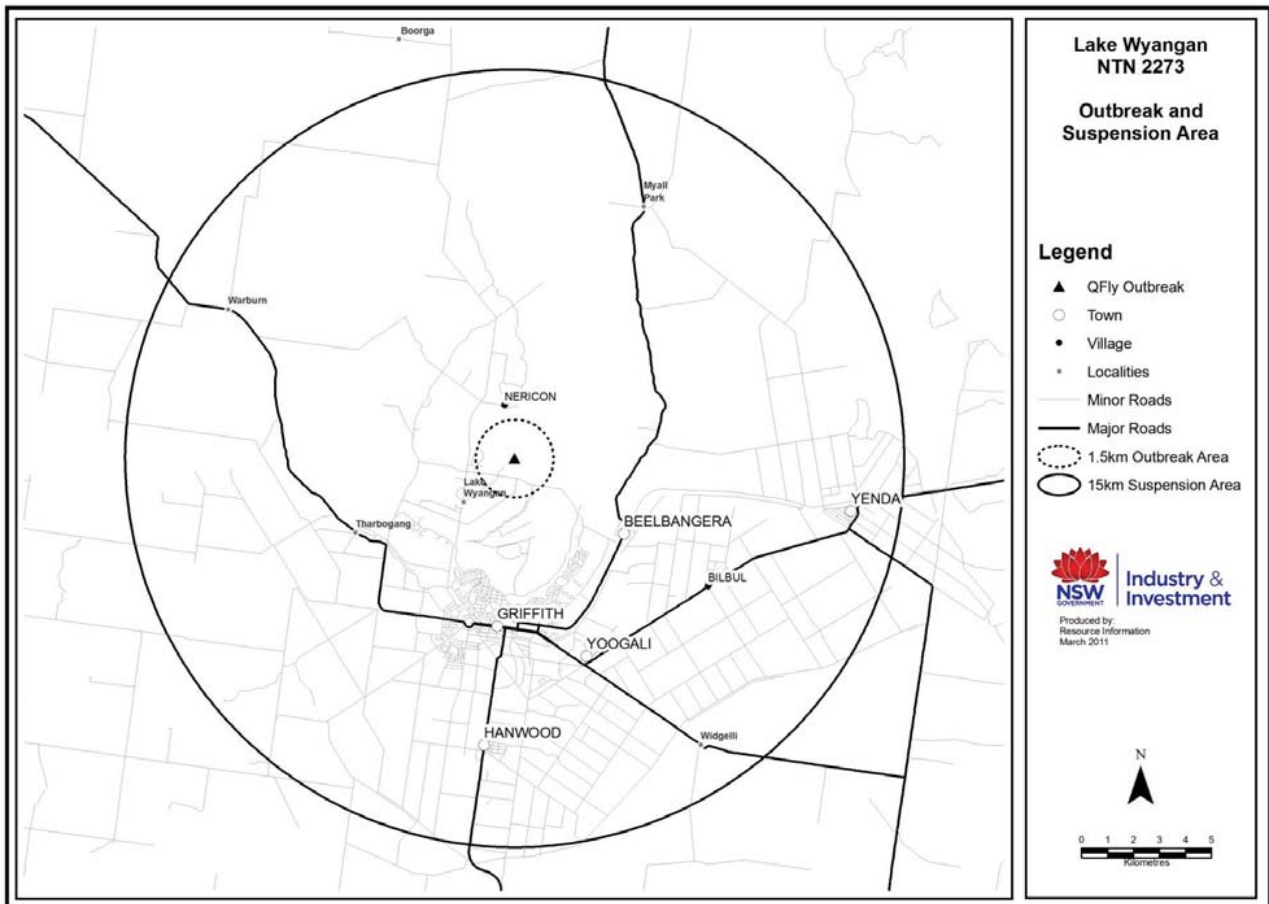 Boorga
Myall
Park
Warburn
NERICON
Lake
Wyangan
Tharbogang
BEELBANGERA
YENDA
BILBUL
GRIFFITH
YOOGALI
HANWOOD
Widgelli
Lake Wyangan
NTN 2273
Outbreak and
Suspension Area
Legend
QFly Outbreak
Town
Village
Localities
Minor Roads
Major Roads
1.5km Outbreak Area
15km Suspension Area
NSW
GOVERNMENT
Industry &
Investment
Produced by:
Resource Information
March 2011
N
0 1 2 3 4 5
Kilometres